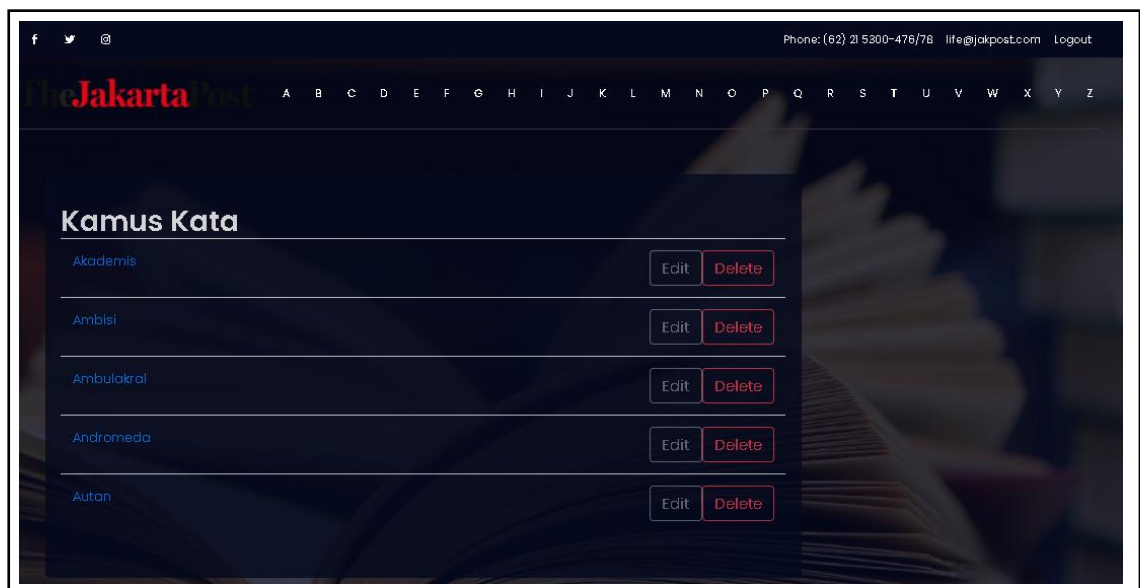 Phone: (62) 21 5300-476/78 life@jakpost.com Logout
TheJakartaPost A B C D E F G H I J K L M N O P Q R S T U V W X Y Z
Kamus Kata
Akademis Edit Delete
Ambisi Edit Delete
Ambulakral Edit Delete
Andromeda Edit Delete
Autan Edit Delete